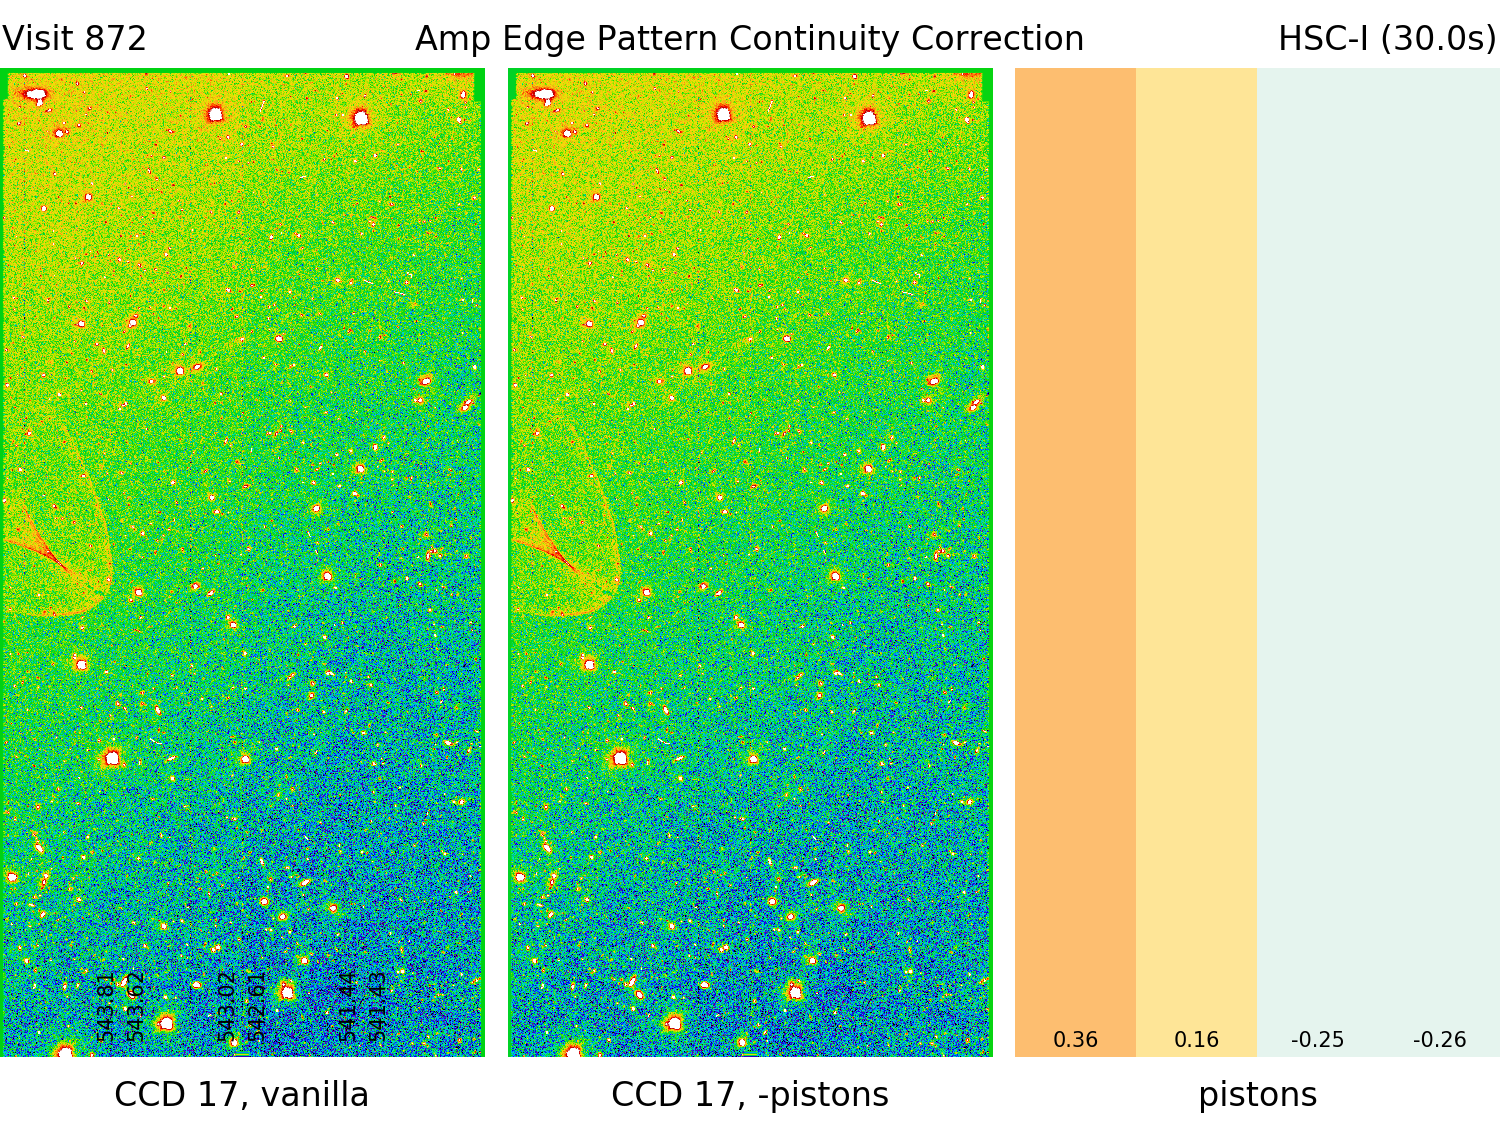 Visit 872
Amp Edge Pattern Continuity Correction
HSC-I (30.0s)
543.81
543.62
543.02
542.61
541.44
541.43
0.36
0.16
-0.25
-0.26
CCD 17, vanilla
CCD 17, -pistons
pistons